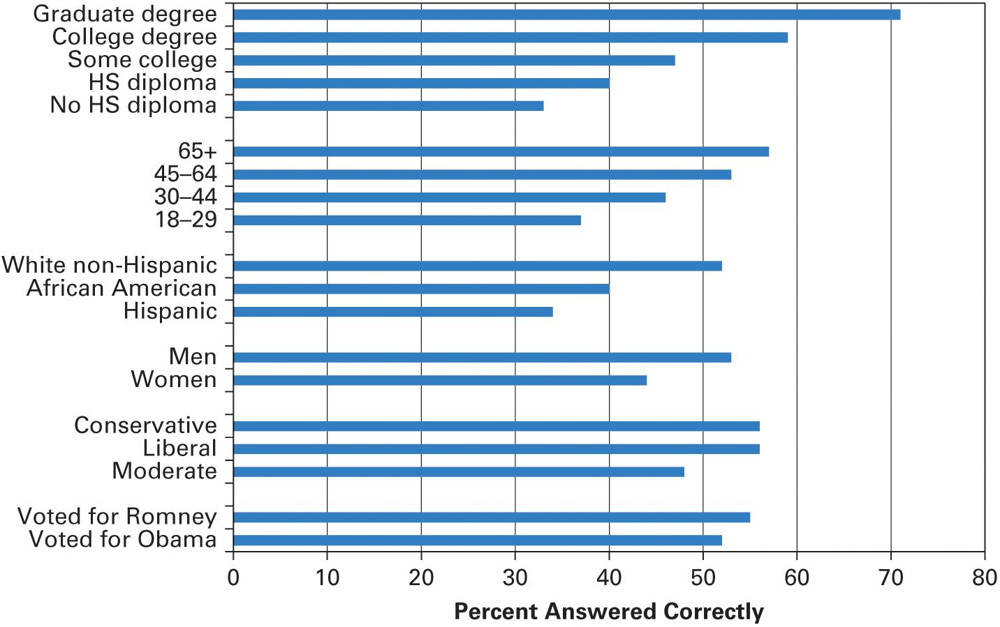 Graduate degree
College degree
Some college
HS diploma
No HS diploma
65+
45–64
30–44
18–29
White non-Hispanic
African American
Hispanic
Men
Women
Conservative
Liberal
Moderate
Voted for Romney
Voted for Obama
0 10 20 30 40 50 60 70 80
Percent Answered Correctly